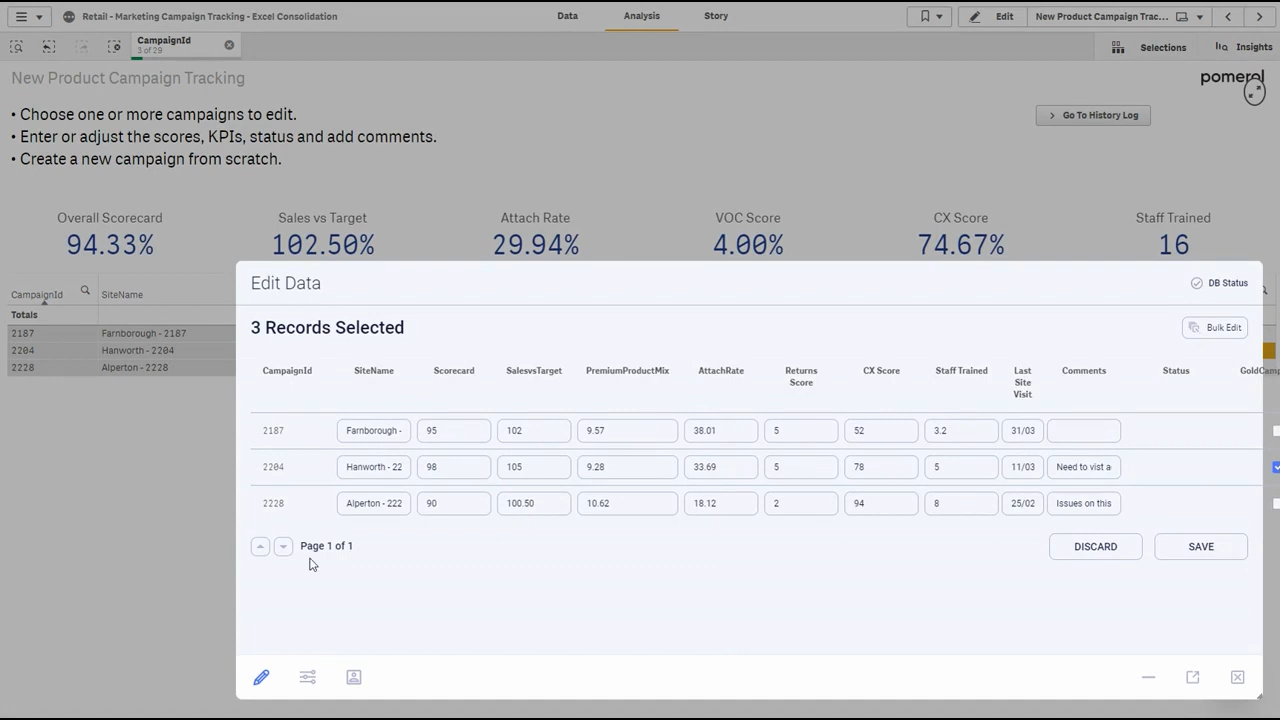 Retail - Marketing Campaign Tracking - Excel Consolidation
Data
Analysis
Story
Edit
New Product Campaign Trac...
CampaignId
3 of 29
Selections
Insights
New Product Campaign Tracking
pomerol
• Choose one or more campaigns to edit.
• Enter or adjust the scores, KPIs, status and add comments.
• Create a new campaign from scratch.
Go To History Log
Overall Scorecard
94.33%
Sales vs Target
102.50%
Attach Rate
29.94%
VOC Score
4.00%
CX Score
74.67%
Staff Trained
16
CampaignId
SiteName
Totals
2187 Farnborough - 2187
2204 Hanworth - 2204
2228 Alperton - 2228
Edit Data
DB Status
3 Records Selected
Bulk Edit
CampaignId SiteName Scorecard SalesvsTarget PremiumProductMix AttachRate Returns Score CX Score Staff Trained Last Site Visit Comments Status GoldCamp
2187 Farnborough - 95 102 9.57 38.01 5 52 3.2 31/03
2204 Hanworth - 22 98 105 9.28 33.69 5 78 5 11/03 Need to vist a
2228 Alperton - 222 90 100.50 10.62 18.12 2 94 8 25/02 Issues on this
Page 1 of 1
DISCARD
SAVE